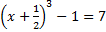 (x + 1/2)³ − 1 = 7